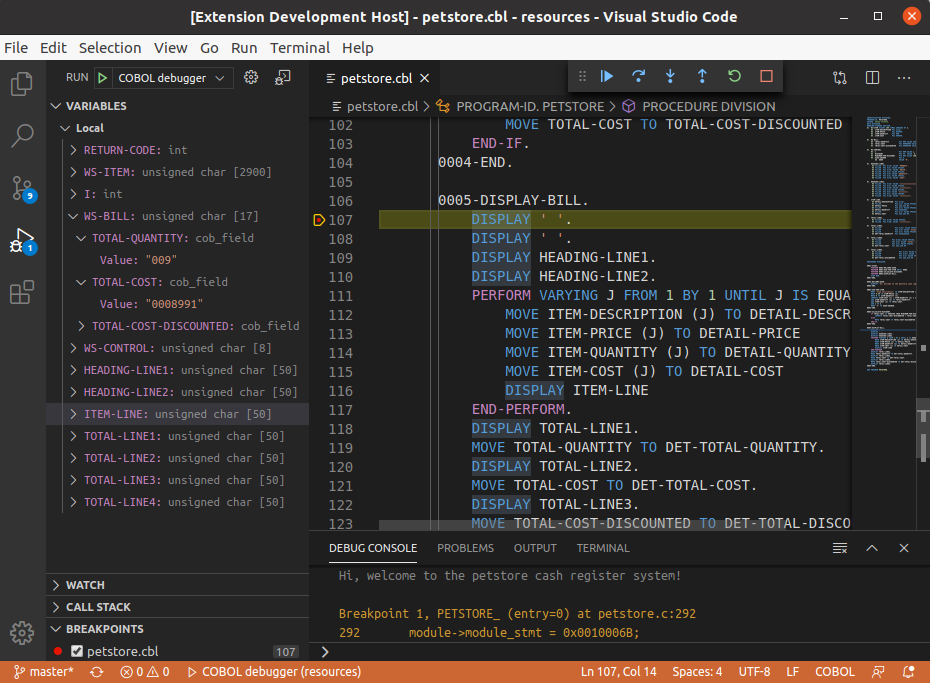 [Extension Development Host] - petstore.cbl - resources - Visual Studio Code
File Edit Selection View Go Run Terminal Help
RUN COBOL debugger
petstore.cbl
petstore.cbl > PROGRAM-ID. PETSTORE > PROCEDURE DIVISION
VARIABLES
Local
RETURN-CODE: int
WS-ITEM: unsigned char [2900]
I: int
WS-BILL: unsigned char [17]
TOTAL-QUANTITY: cob_field
Value: "009"
TOTAL-COST: cob_field
Value: "0008991"
TOTAL-COST-DISCOUNTED: cob_field
WS-CONTROL: unsigned char [8]
HEADING-LINE1: unsigned char [50]
HEADING-LINE2: unsigned char [50]
ITEM-LINE: unsigned char [50]
TOTAL-LINE1: unsigned char [50]
TOTAL-LINE2: unsigned char [50]
TOTAL-LINE3: unsigned char [50]
TOTAL-LINE4: unsigned char [50]
WATCH
CALL STACK
BREAKPOINTS
petstore.cbl 107
9
1
102 MOVE TOTAL-COST TO TOTAL-COST-DISCOUNTED
103 END-IF.
104 0004-END.
105
106 0005-DISPLAY-BILL.
107 DISPLAY ' '.
108 DISPLAY ' '.
109 DISPLAY HEADING-LINE1.
110 DISPLAY HEADING-LINE2.
111 PERFORM VARYING J FROM 1 BY 1 UNTIL J IS EQUA
112 MOVE ITEM-DESCRIPTION (J) TO DETAIL-DESCR
113 MOVE ITEM-PRICE (J) TO DETAIL-PRICE
114 MOVE ITEM-QUANTITY (J) TO DETAIL-QUANTITY
115 MOVE ITEM-COST (J) TO DETAIL-COST
116 DISPLAY ITEM-LINE
117 END-PERFORM.
118 DISPLAY TOTAL-LINE1.
119 MOVE TOTAL-QUANTITY TO DET-TOTAL-QUANTITY.
120 DISPLAY TOTAL-LINE2.
121 MOVE TOTAL-COST TO DET-TOTAL-COST.
122 DISPLAY TOTAL-LINE3.
123 MOVE TOTAL-COST-DISCOUNTED TO DET-TOTAL-DISCO
DEBUG CONSOLE PROBLEMS OUTPUT TERMINAL
Hi, welcome to the petstore cash register system!
Breakpoint 1, PETSTORE_ (entry=0) at petstore.c:292
292 module->module_stmt = 0x0010006B;
>
master* 0 0 COBOL debugger (resources) Ln 107, Col 14 Spaces: 4 UTF-8 LF COBOL